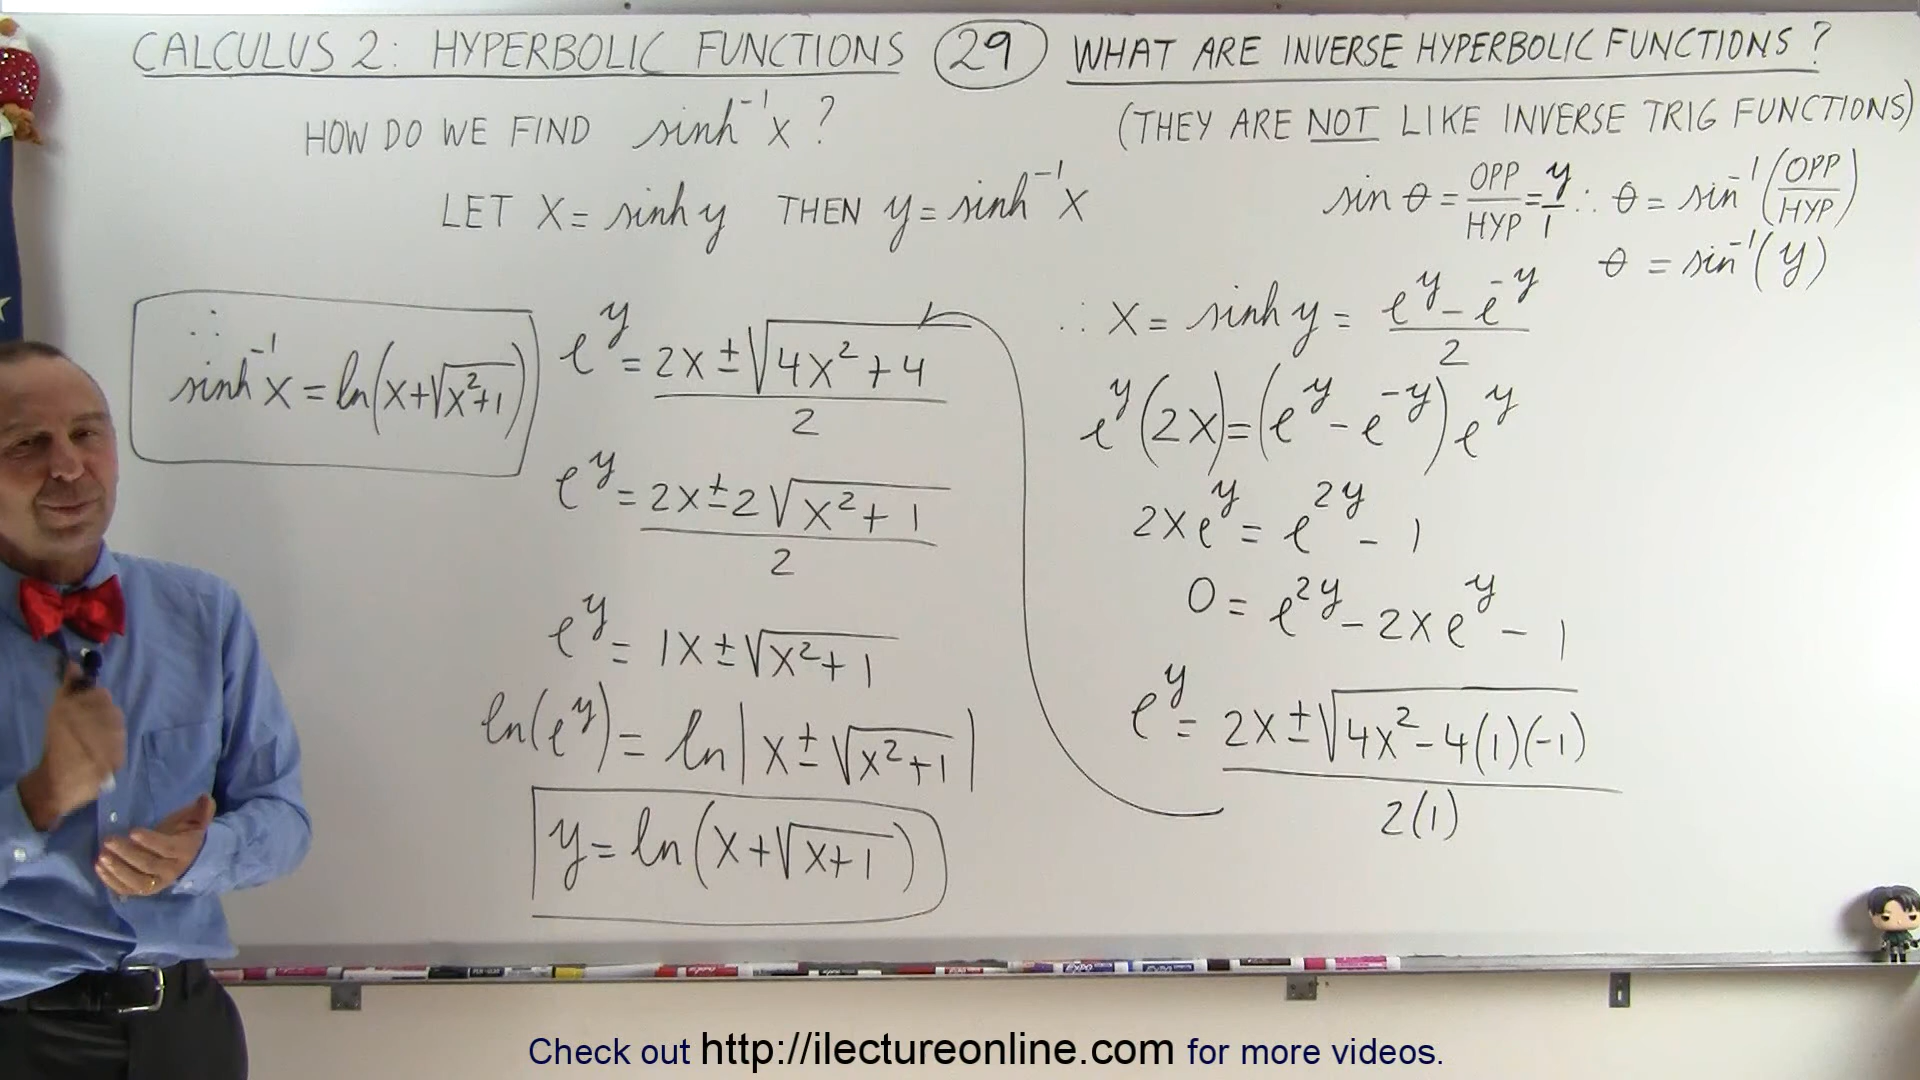 CALCULUS 2: HYPERBOLIC FUNCTIONS 29 WHAT ARE INVERSE HYPERBOLIC FUNCTIONS?
HOW DO WE FIND sinh⁻¹x?
(THEY ARE NOT LIKE INVERSE TRIG FUNCTIONS)
LET x = sinh y THEN y = sinh⁻¹x
sin θ = OPP/HYP = y/1 ∴ θ = sin⁻¹(OPP/HYP)
θ = sin⁻¹(y)
∴ x = sinh y = (e^y - e^-y)/2
e^y(2x) = (e^y - e^-y)e^y
2xe^y = e^2y - 1
0 = e^2y - 2xe^y - 1
e^y = (2x ± √(4x² - 4(1)(-1)))/2(1)
e^y = (2x ± √(4x² + 4))/2
e^y = (2x ± 2√(x² + 1))/2
e^y = 1x ± √(x² + 1)
ln(e^y) = ln|x ± √(x² + 1)|
y = ln(x + √(x + 1))
∴
sinh⁻¹x = ln(x + √(x² + 1))
Check out http://ilectureonline.com for more videos.